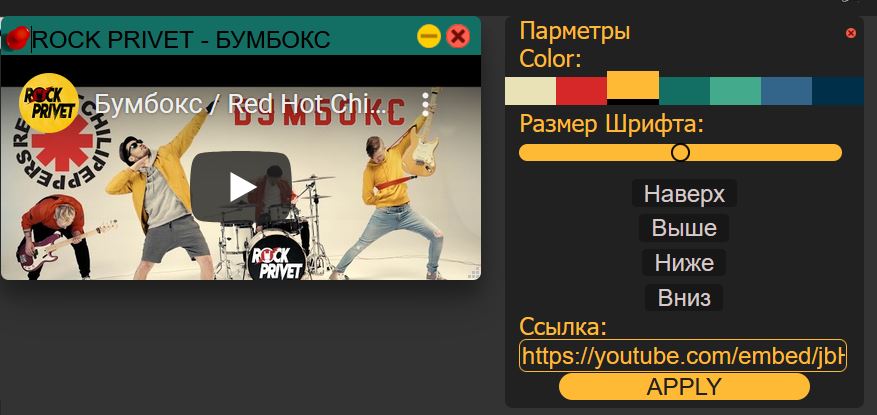 ROCK PRIVET - БУМБОКС
ROCK
PRIVET
Бумбокс / Red Hot Chi...
БУМБОКС
RED HOT CHILI PEPPERS
ROCK
PRIVET
Парметры
Color:
Размер Шрифта:
Наверх
Выше
Ниже
Вниз
Ссылка:
https://youtube.com/embed/jbH
APPLY